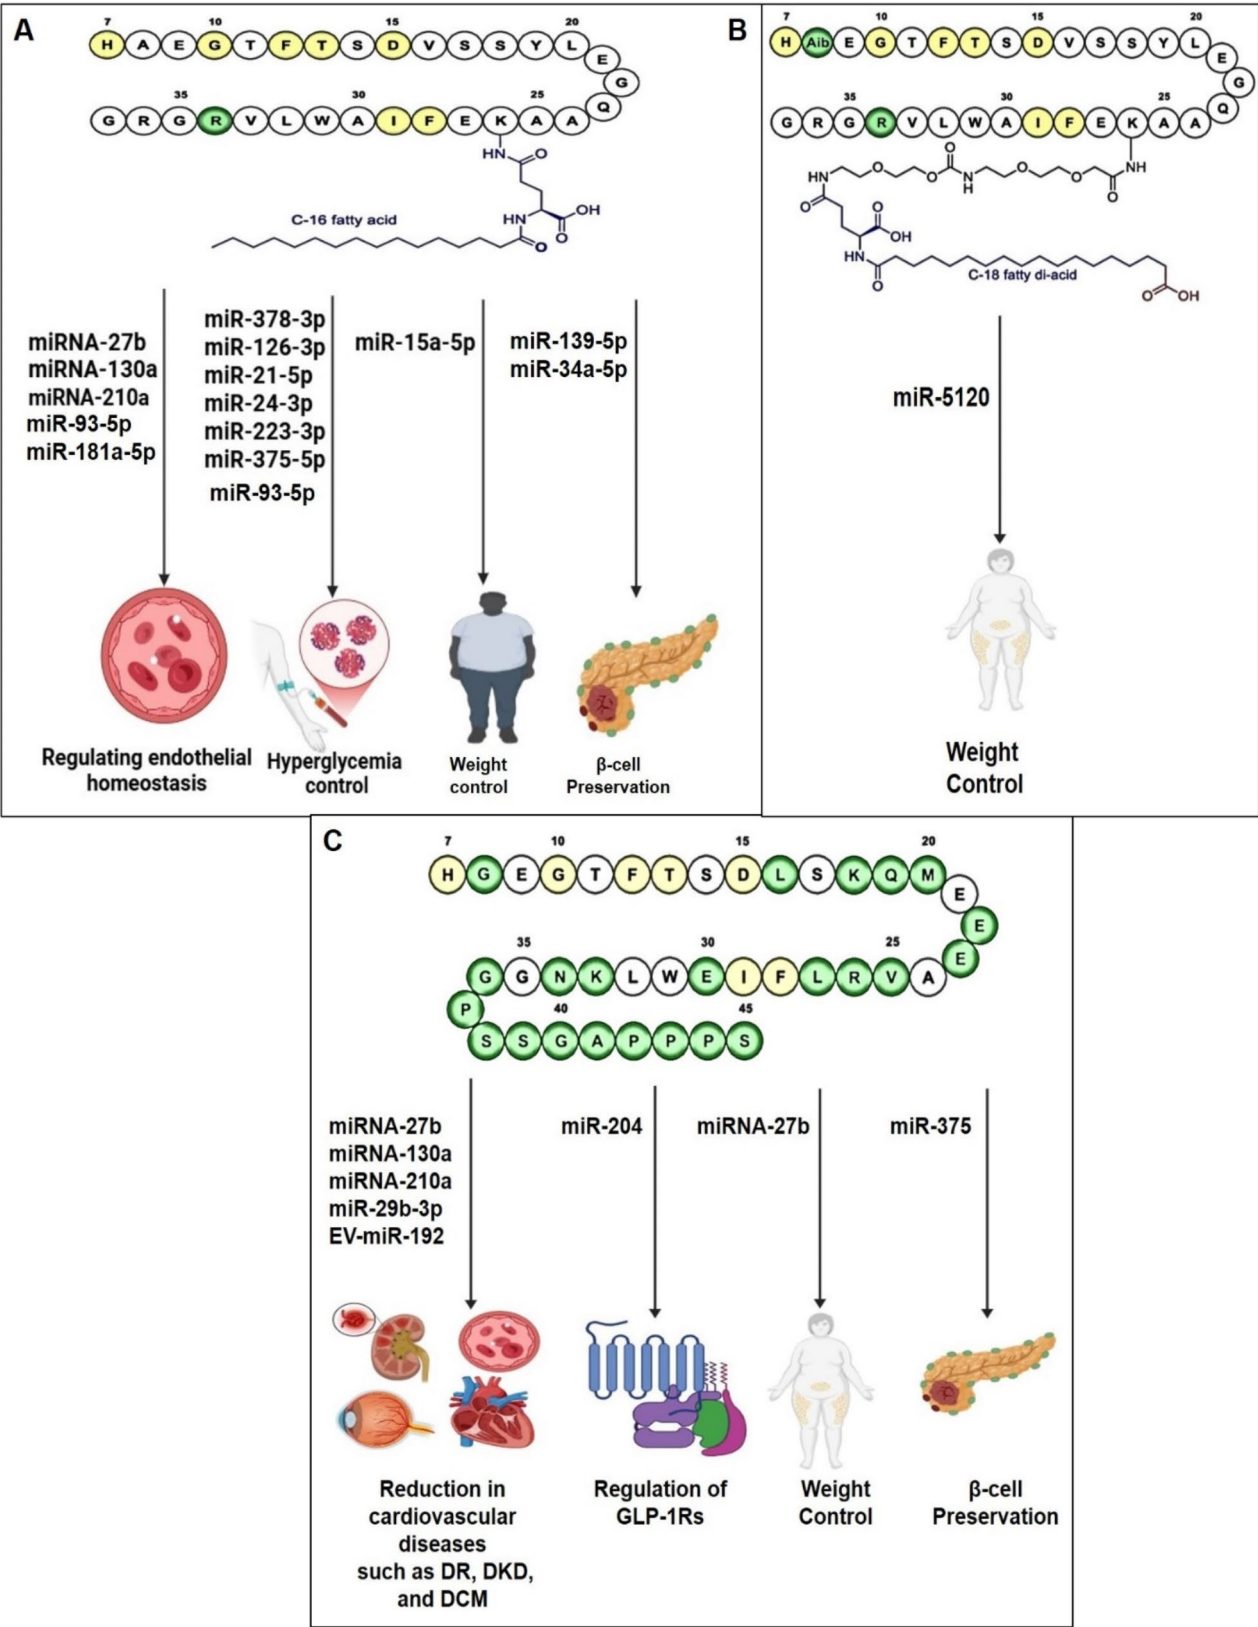 A
7 10 15 20
H A E G T F T S D V S S Y L
E
G
Q
35 30 25
G R G R V L W A I F E K A A
HN
O
HN
OH
O
O
C-16 fatty acid
miRNA-27b
miRNA-130a
miRNA-210a
miR-93-5p
miR-181a-5p
miR-378-3p
miR-126-3p
miR-21-5p
miR-24-3p
miR-223-3p
miR-375-5p
miR-93-5p
miR-15a-5p
miR-139-5p
miR-34a-5p
Regulating endothelial
homeostasis
Hyperglycemia
control
Weight
control
β-cell
Preservation
B
7 10 15 20
H Aib E G T F T S D V S S Y L
E
G
Q
35 30 25
G R G R V L W A I F E K A A
HN O O O N H O O O NH
O
O
O
OH
HN
O
C-18 fatty di-acid
O OH
miR-5120
Weight
Control
C
7 10 15 20
H G E G T F T S D L S K Q M
E
E
E
35 30 25
G G N K L W E I F L R V A
P
40 45
S S G A P P P S
miRNA-27b
miRNA-130a
miRNA-210a
miR-29b-3p
EV-miR-192
miR-204
miRNA-27b
miR-375
Reduction in
cardiovascular
diseases
such as DR, DKD,
and DCM
Regulation of
GLP-1Rs
Weight
Control
β-cell
Preservation